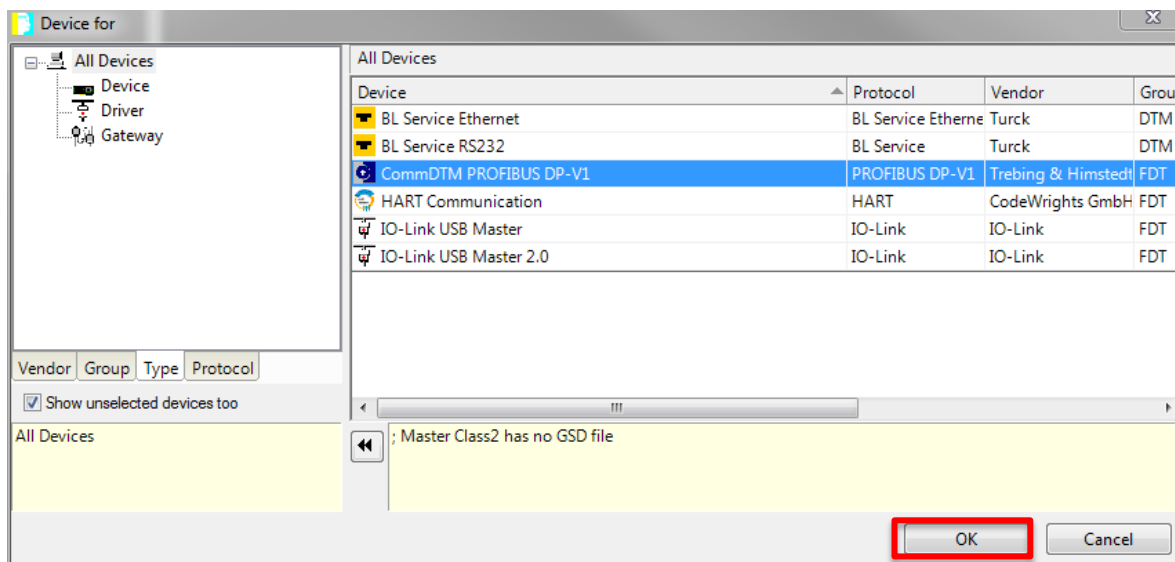 Device for
All Devices
Device
Driver
Gateway
Vendor Group Type Protocol
Show unselected devices too
All Devices
All Devices
Device Protocol Vendor Grou
BL Service Ethernet BL Service Etherne Turck DTM
BL Service RS232 BL Service Turck DTM
CommDTM PROFIBUS DP-V1 PROFIBUS DP-V1 Trebing & Himstedt FDT
HART Communication HART CodeWrights GmbH FDT
IO-Link USB Master IO-Link IO-Link FDT
IO-Link USB Master 2.0 IO-Link IO-Link FDT
; Master Class2 has no GSD file
OK Cancel